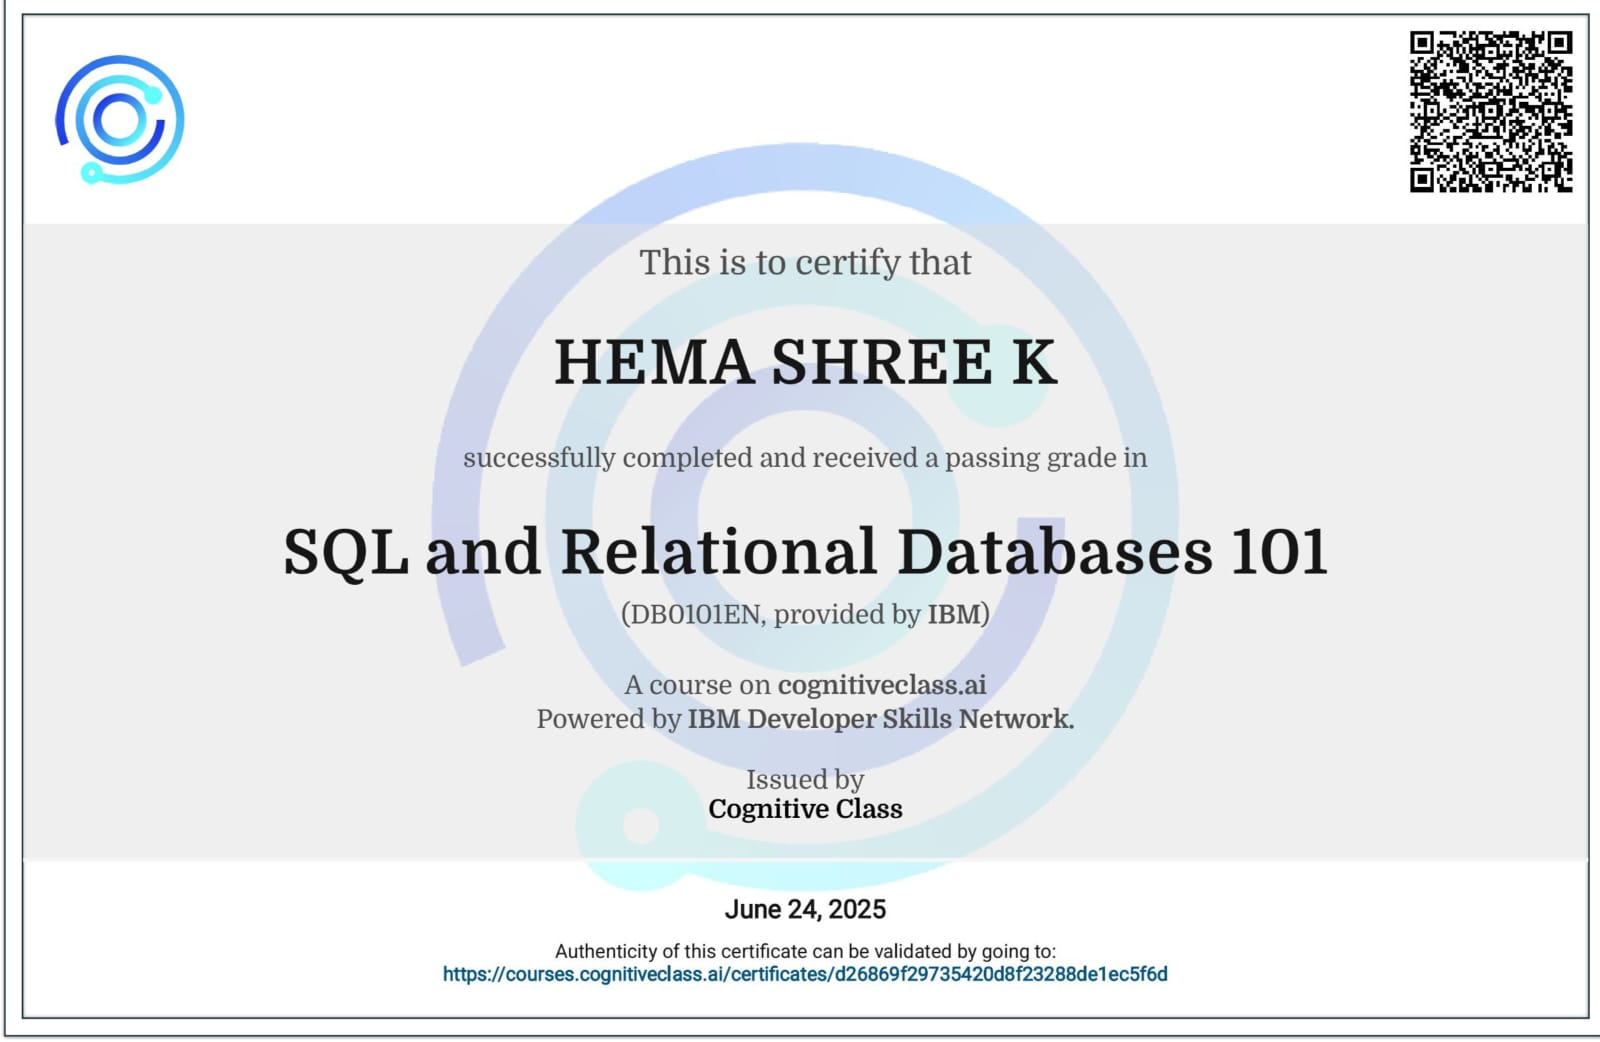 This is to certify that
HEMA SHREE K
successfully completed and received a passing grade in
SQL and Relational Databases 101
(DB0101EN, provided by IBM)
A course on cognitiveclass.ai
Powered by IBM Developer Skills Network.
Issued by
Cognitive Class
June 24, 2025
Authenticity of this certificate can be validated by going to:
https://courses.cognitiveclass.ai/certificates/d26869f29735420d8f23288de1ec5f6d